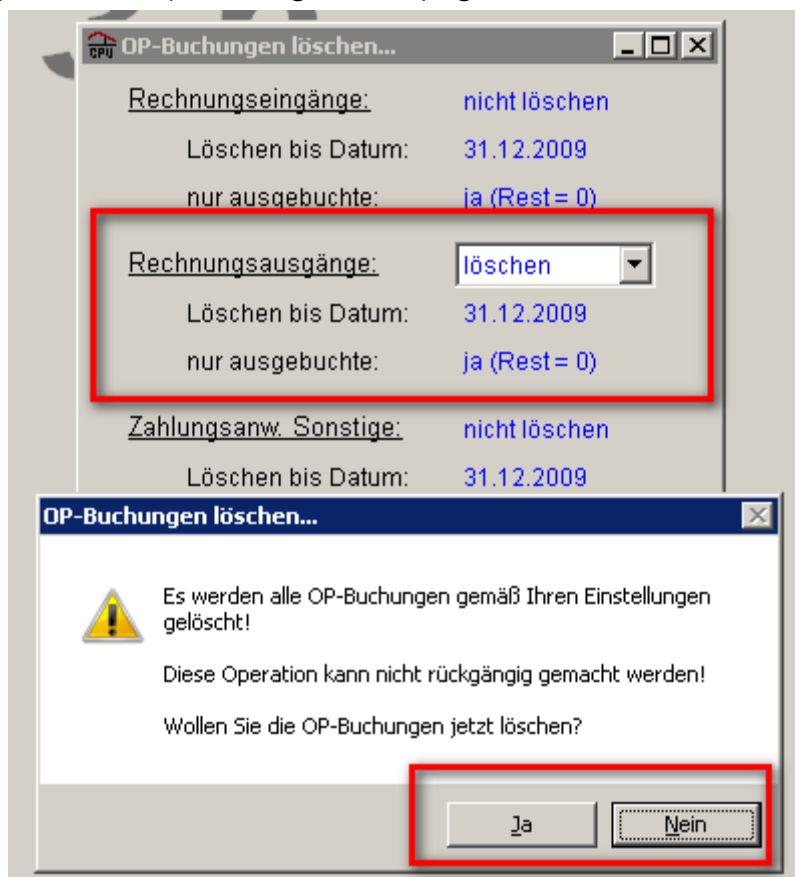 CPU OP-Buchungen löschen...
Rechnungseingänge: nicht löschen
Löschen bis Datum: 31.12.2009
nur ausgebuchte: ja (Rest = 0)
Rechnungsausgänge: löschen
Löschen bis Datum: 31.12.2009
nur ausgebuchte: ja (Rest = 0)
Zahlungsanw. Sonstige: nicht löschen
Löschen bis Datum: 31.12.2009
OP-Buchungen löschen...
Es werden alle OP-Buchungen gemäß Ihren Einstellungen
gelöscht!
Diese Operation kann nicht rückgängig gemacht werden!
Wollen Sie die OP-Buchungen jetzt löschen?
Ja Nein